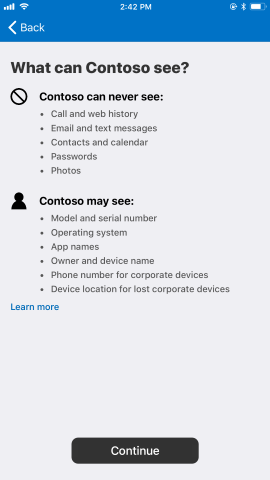 2:42 PM
Back
What can Contoso see?
Contoso can never see:
• Call and web history
• Email and text messages
• Contacts and calendar
• Passwords
• Photos
Contoso may see:
• Model and serial number
• Operating system
• App names
• Owner and device name
• Phone number for corporate devices
• Device location for lost corporate devices
Learn more
Continue